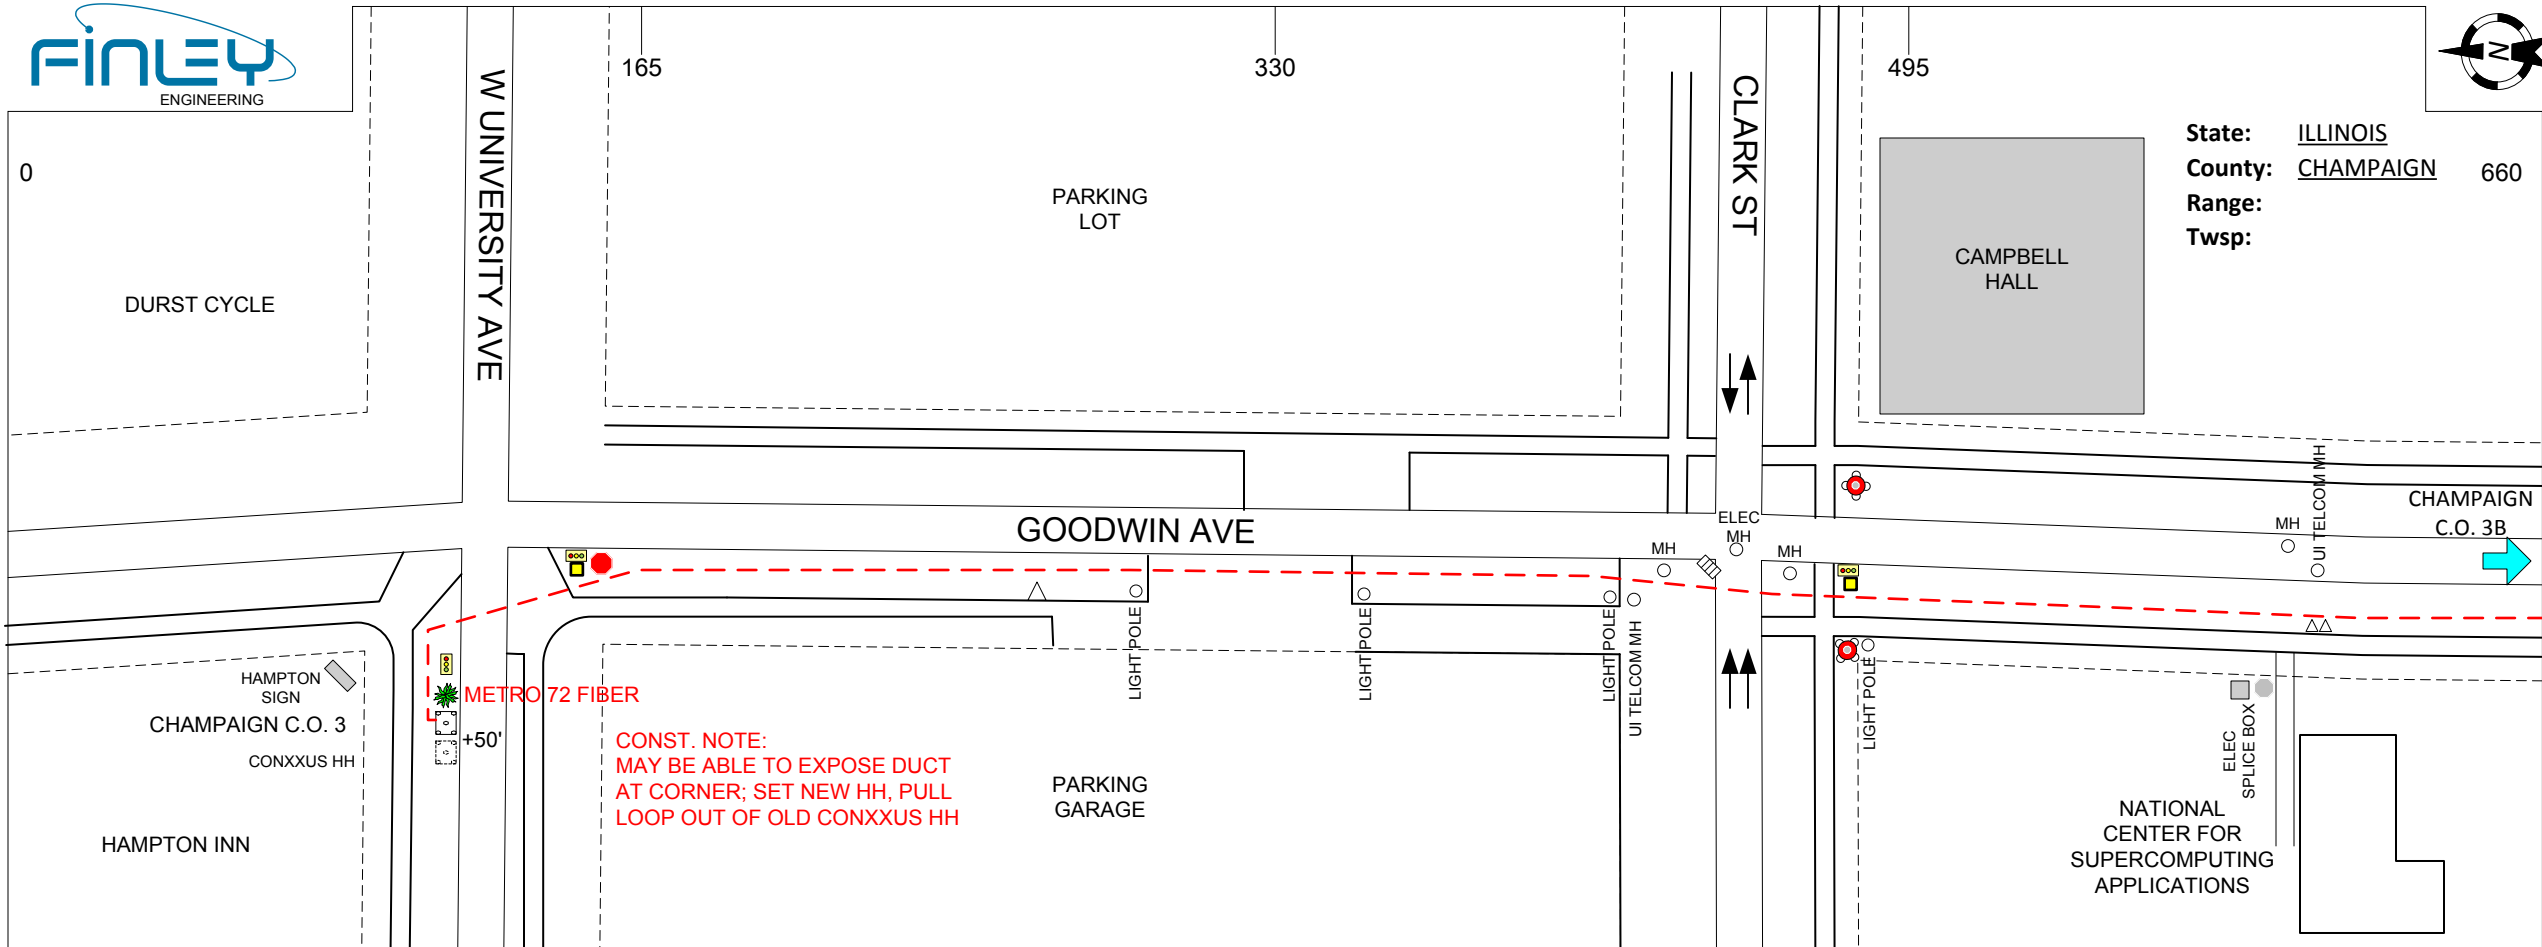 FINLEY
ENGINEERING
0
165
330
495
660
N
State: ILLINOIS
County: CHAMPAIGN
Range:
Twsp:
W UNIVERSITY AVE
CLARK ST
GOODWIN AVE
DURST CYCLE
PARKING
LOT
CAMPBELL
HALL
CHAMPAIGN
C.O. 3B
UI TELCOM MH
MH
ELEC
MH
MH
MH
LIGHT POLE
LIGHT POLE
LIGHT POLE
UI TELCOM MH
LIGHT POLE
HAMPTON
SIGN
CHAMPAIGN C.O. 3
CONXXUS HH
METRO 72 FIBER
+50'
CONST. NOTE:
MAY BE ABLE TO EXPOSE DUCT
AT CORNER; SET NEW HH, PULL
LOOP OUT OF OLD CONXXUS HH
HAMPTON INN
PARKING
GARAGE
ELEC
SPLICE BOX
NATIONAL
CENTER FOR
SUPERCOMPUTING
APPLICATIONS